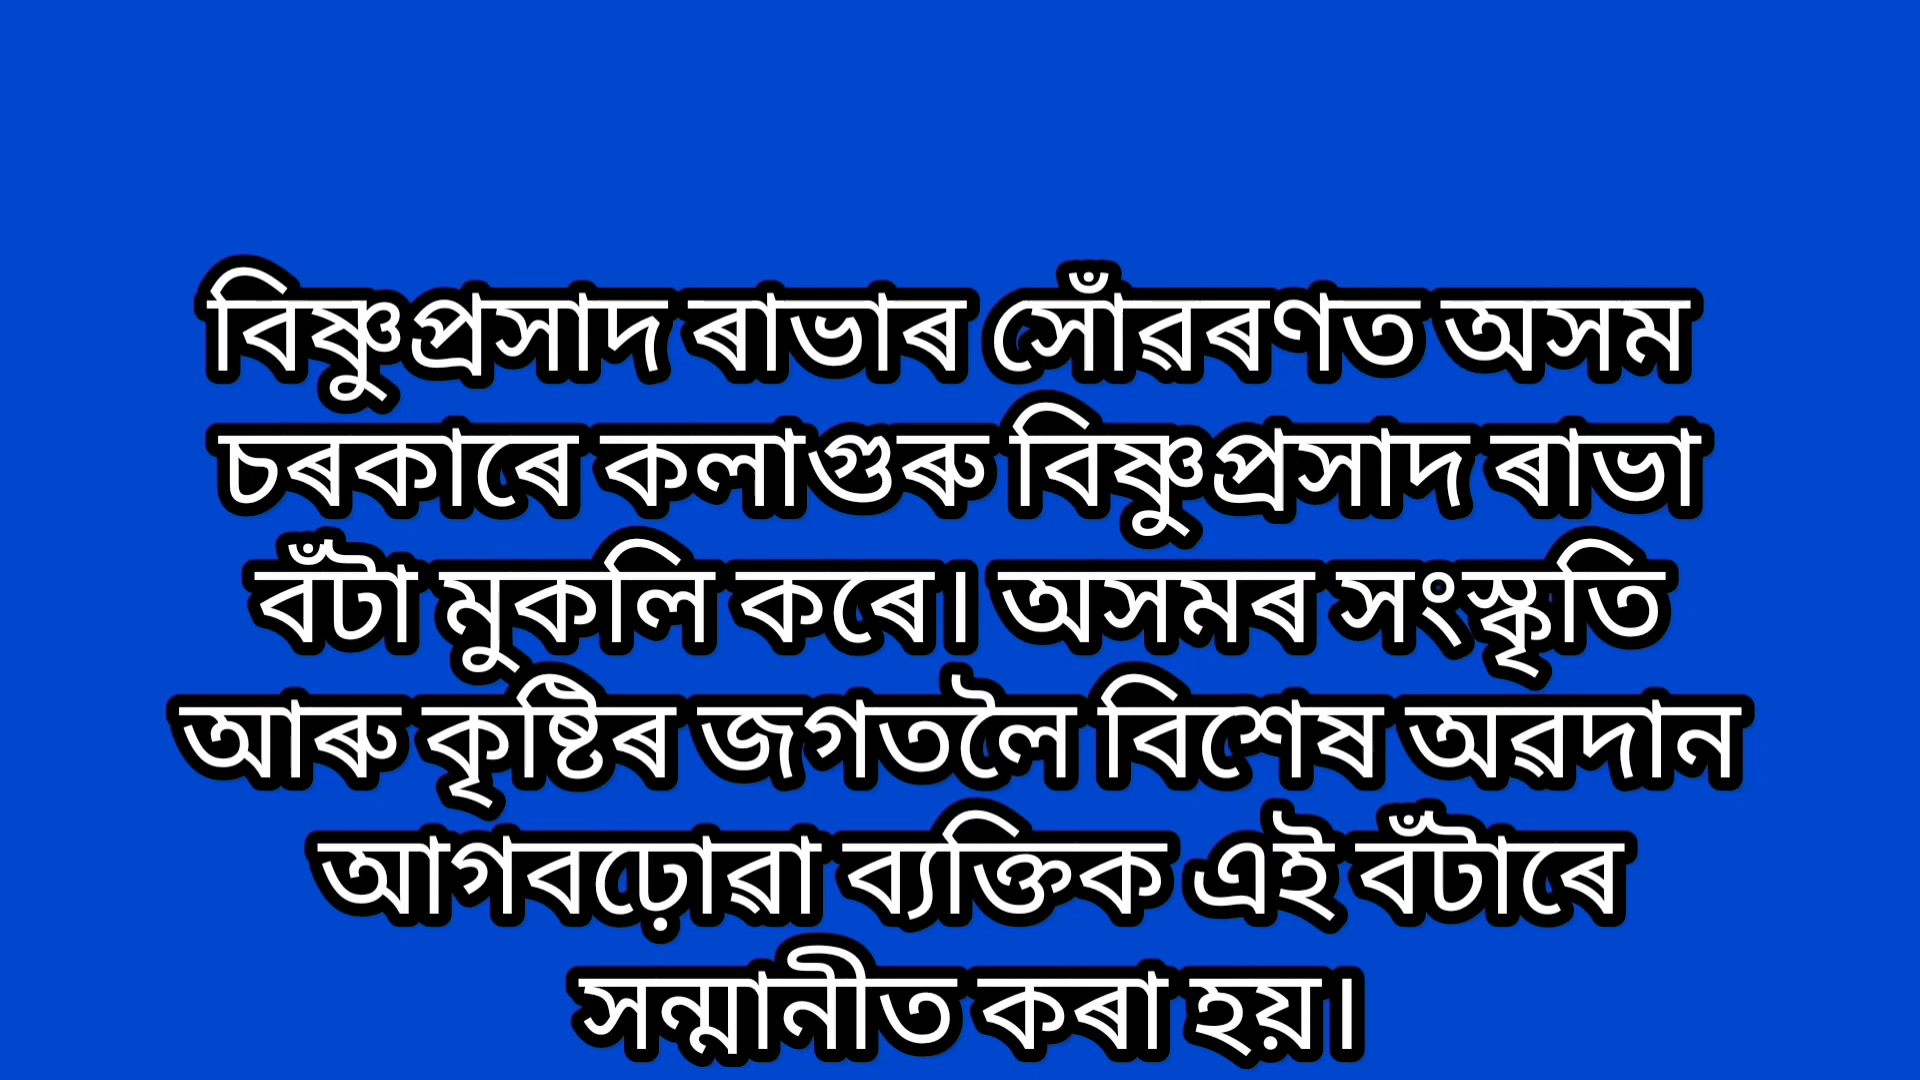 বিষ্ণুপ্ৰসাদ ৰাভাৰ সোঁৱৰণত অসম
চৰকাৰে কলাগুৰু বিষ্ণুপ্ৰসাদ ৰাভা
বঁটা মুকলি কৰে। অসমৰ সংস্কৃতি
আৰু কৃষ্টিৰ জগতলৈ বিশেষ অৱদান
আগবঢ়োৱা ব্যক্তিক এই বঁটাৰে
সন্মানীত কৰা হয়।